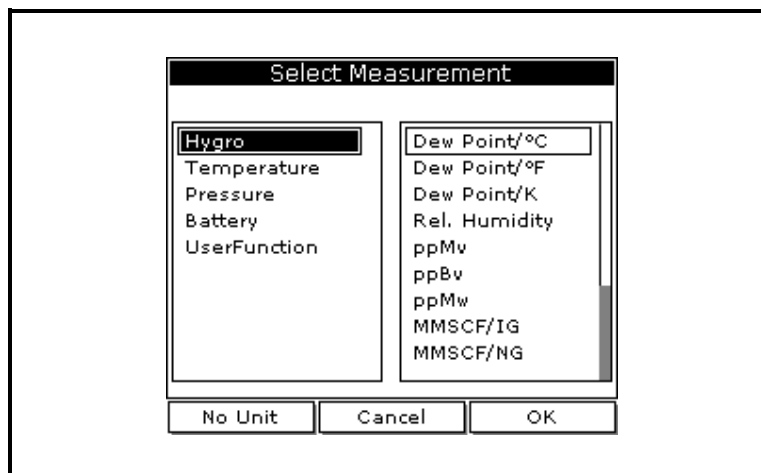 Select Measurement
Hygro
Temperature
Pressure
Battery
UserFunction
Dew Point/°C
Dew Point/°F
Dew Point/K
Rel. Humidity
ppMv
ppBv
ppMw
MMSCF/IG
MMSCF/NG
No Unit
Cancel
OK